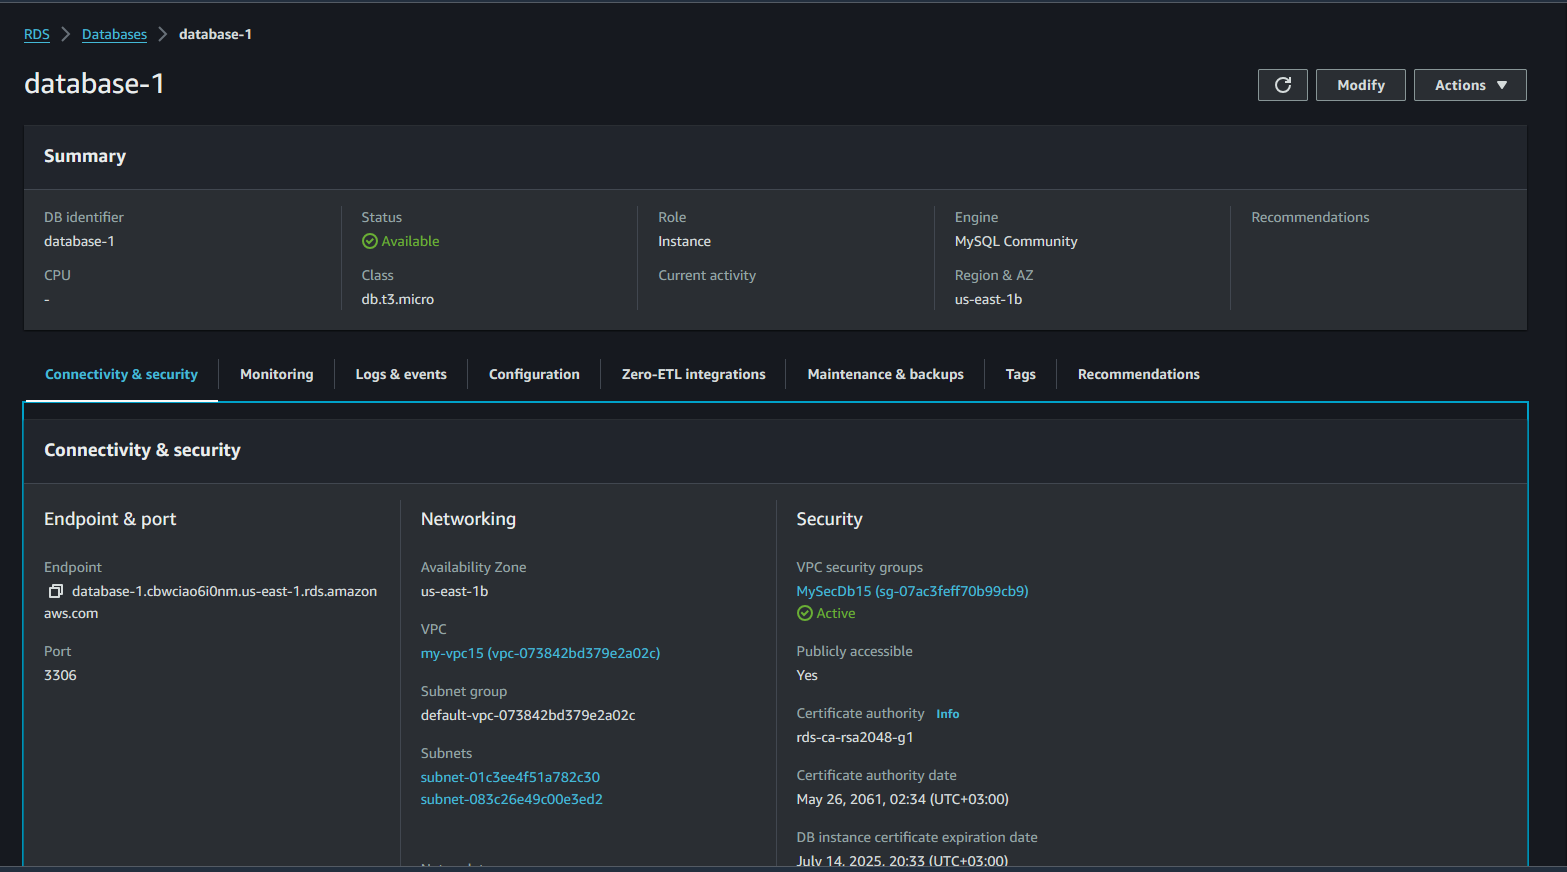 RDS > Databases > database-1
database-1
Modify
Actions
Summary
DB identifier
database-1
CPU
-
Status
Available
Class
db.t3.micro
Role
Instance
Current activity
Engine
MySQL Community
Region & AZ
us-east-1b
Recommendations
Connectivity & security
Monitoring
Logs & events
Configuration
Zero-ETL integrations
Maintenance & backups
Tags
Recommendations
Connectivity & security
Endpoint & port
Endpoint
database-1.cbwciao6i0nm.us-east-1.rds.amazon
aws.com
Port
3306
Networking
Availability Zone
us-east-1b
VPC
my-vpc15 (vpc-073842bd379e2a02c)
Subnet group
default-vpc-073842bd379e2a02c
Subnets
subnet-01c3ee4f51a782c30
subnet-083c26e49c00e3ed2
Security
VPC security groups
MySecDb15 (sg-07ac3feff70b99cb9)
Active
Publicly accessible
Yes
Certificate authority Info
rds-ca-rsa2048-g1
Certificate authority date
May 26, 2061, 02:34 (UTC+03:00)
DB instance certificate expiration date
July 14, 2025, 20:33 (UTC+03:00)